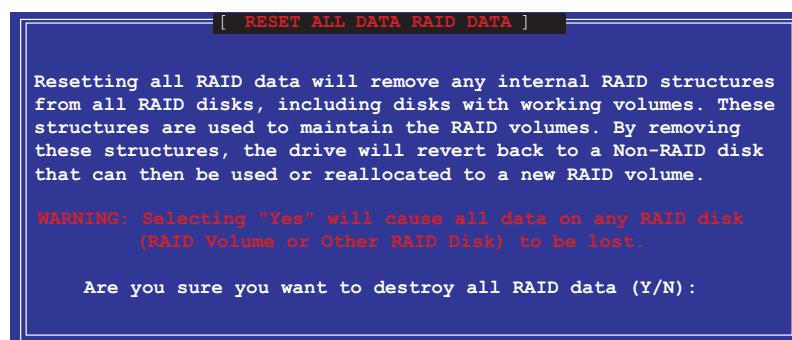 [ RESET ALL DATA RAID DATA ]
Resetting all RAID data will remove any internal RAID structures
from all RAID disks, including disks with working volumes. These
structures are used to maintain the RAID volumes. By removing
these structures, the drive will revert back to a Non-RAID disk
that can then be used or reallocated to a new RAID volume.
WARNING: Selecting "Yes" will cause all data on any RAID disk
(RAID Volume or Other RAID Disk) to be lost.
Are you sure you want to destroy all RAID data (Y/N):